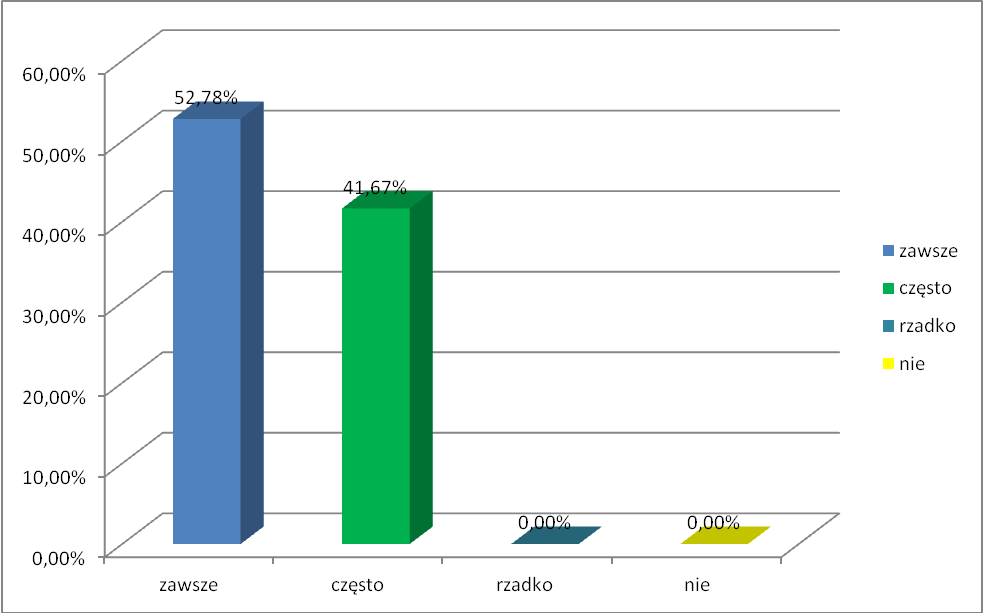 60,00%
50,00%
40,00%
30,00%
20,00%
10,00%
0,00%
52,78%
41,67%
0,00%
0,00%
zawsze
często
rzadko
nie
zawsze
często
rzadko
nie